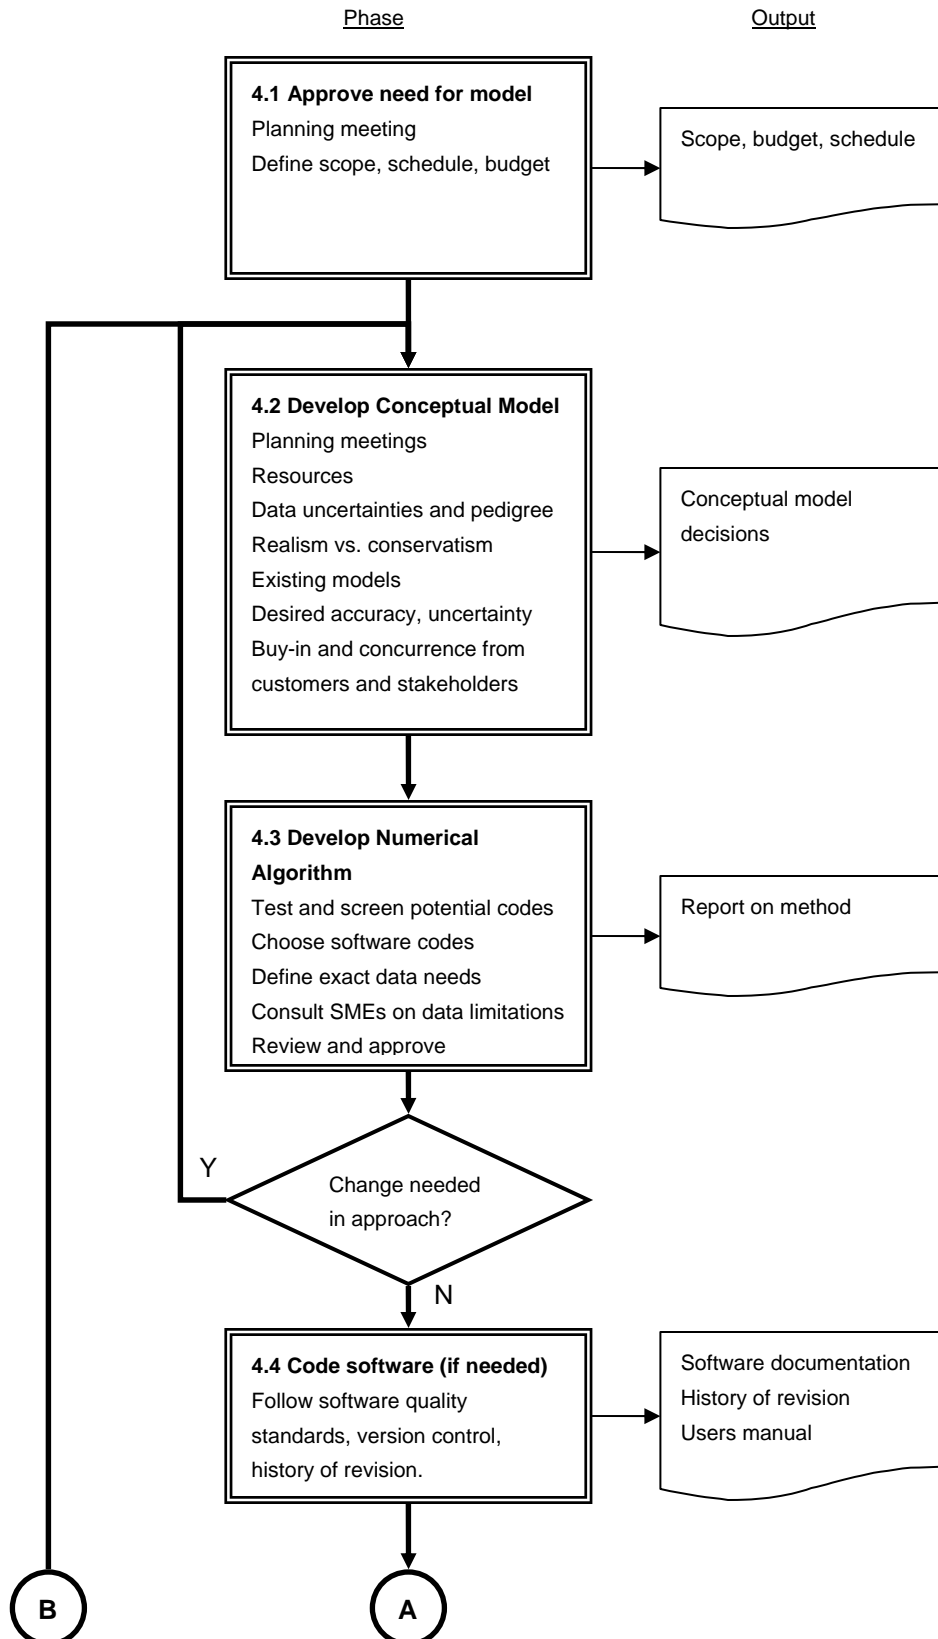 Phase
Output
4.1 Approve need for model
Planning meeting
Define scope, schedule, budget
Scope, budget, schedule
4.2 Develop Conceptual Model
Planning meetings
Resources
Data uncertainties and pedigree
Realism vs. conservatism
Existing models
Desired accuracy, uncertainty
Buy-in and concurrence from
customers and stakeholders
Conceptual model
decisions
4.3 Develop Numerical
Algorithm
Test and screen potential codes
Choose software codes
Define exact data needs
Consult SMEs on data limitations
Review and approve
Report on method
Y
Change needed
in approach?
N
4.4 Code software (if needed)
Follow software quality
standards, version control,
history of revision.
Software documentation
History of revision
Users manual
B
A